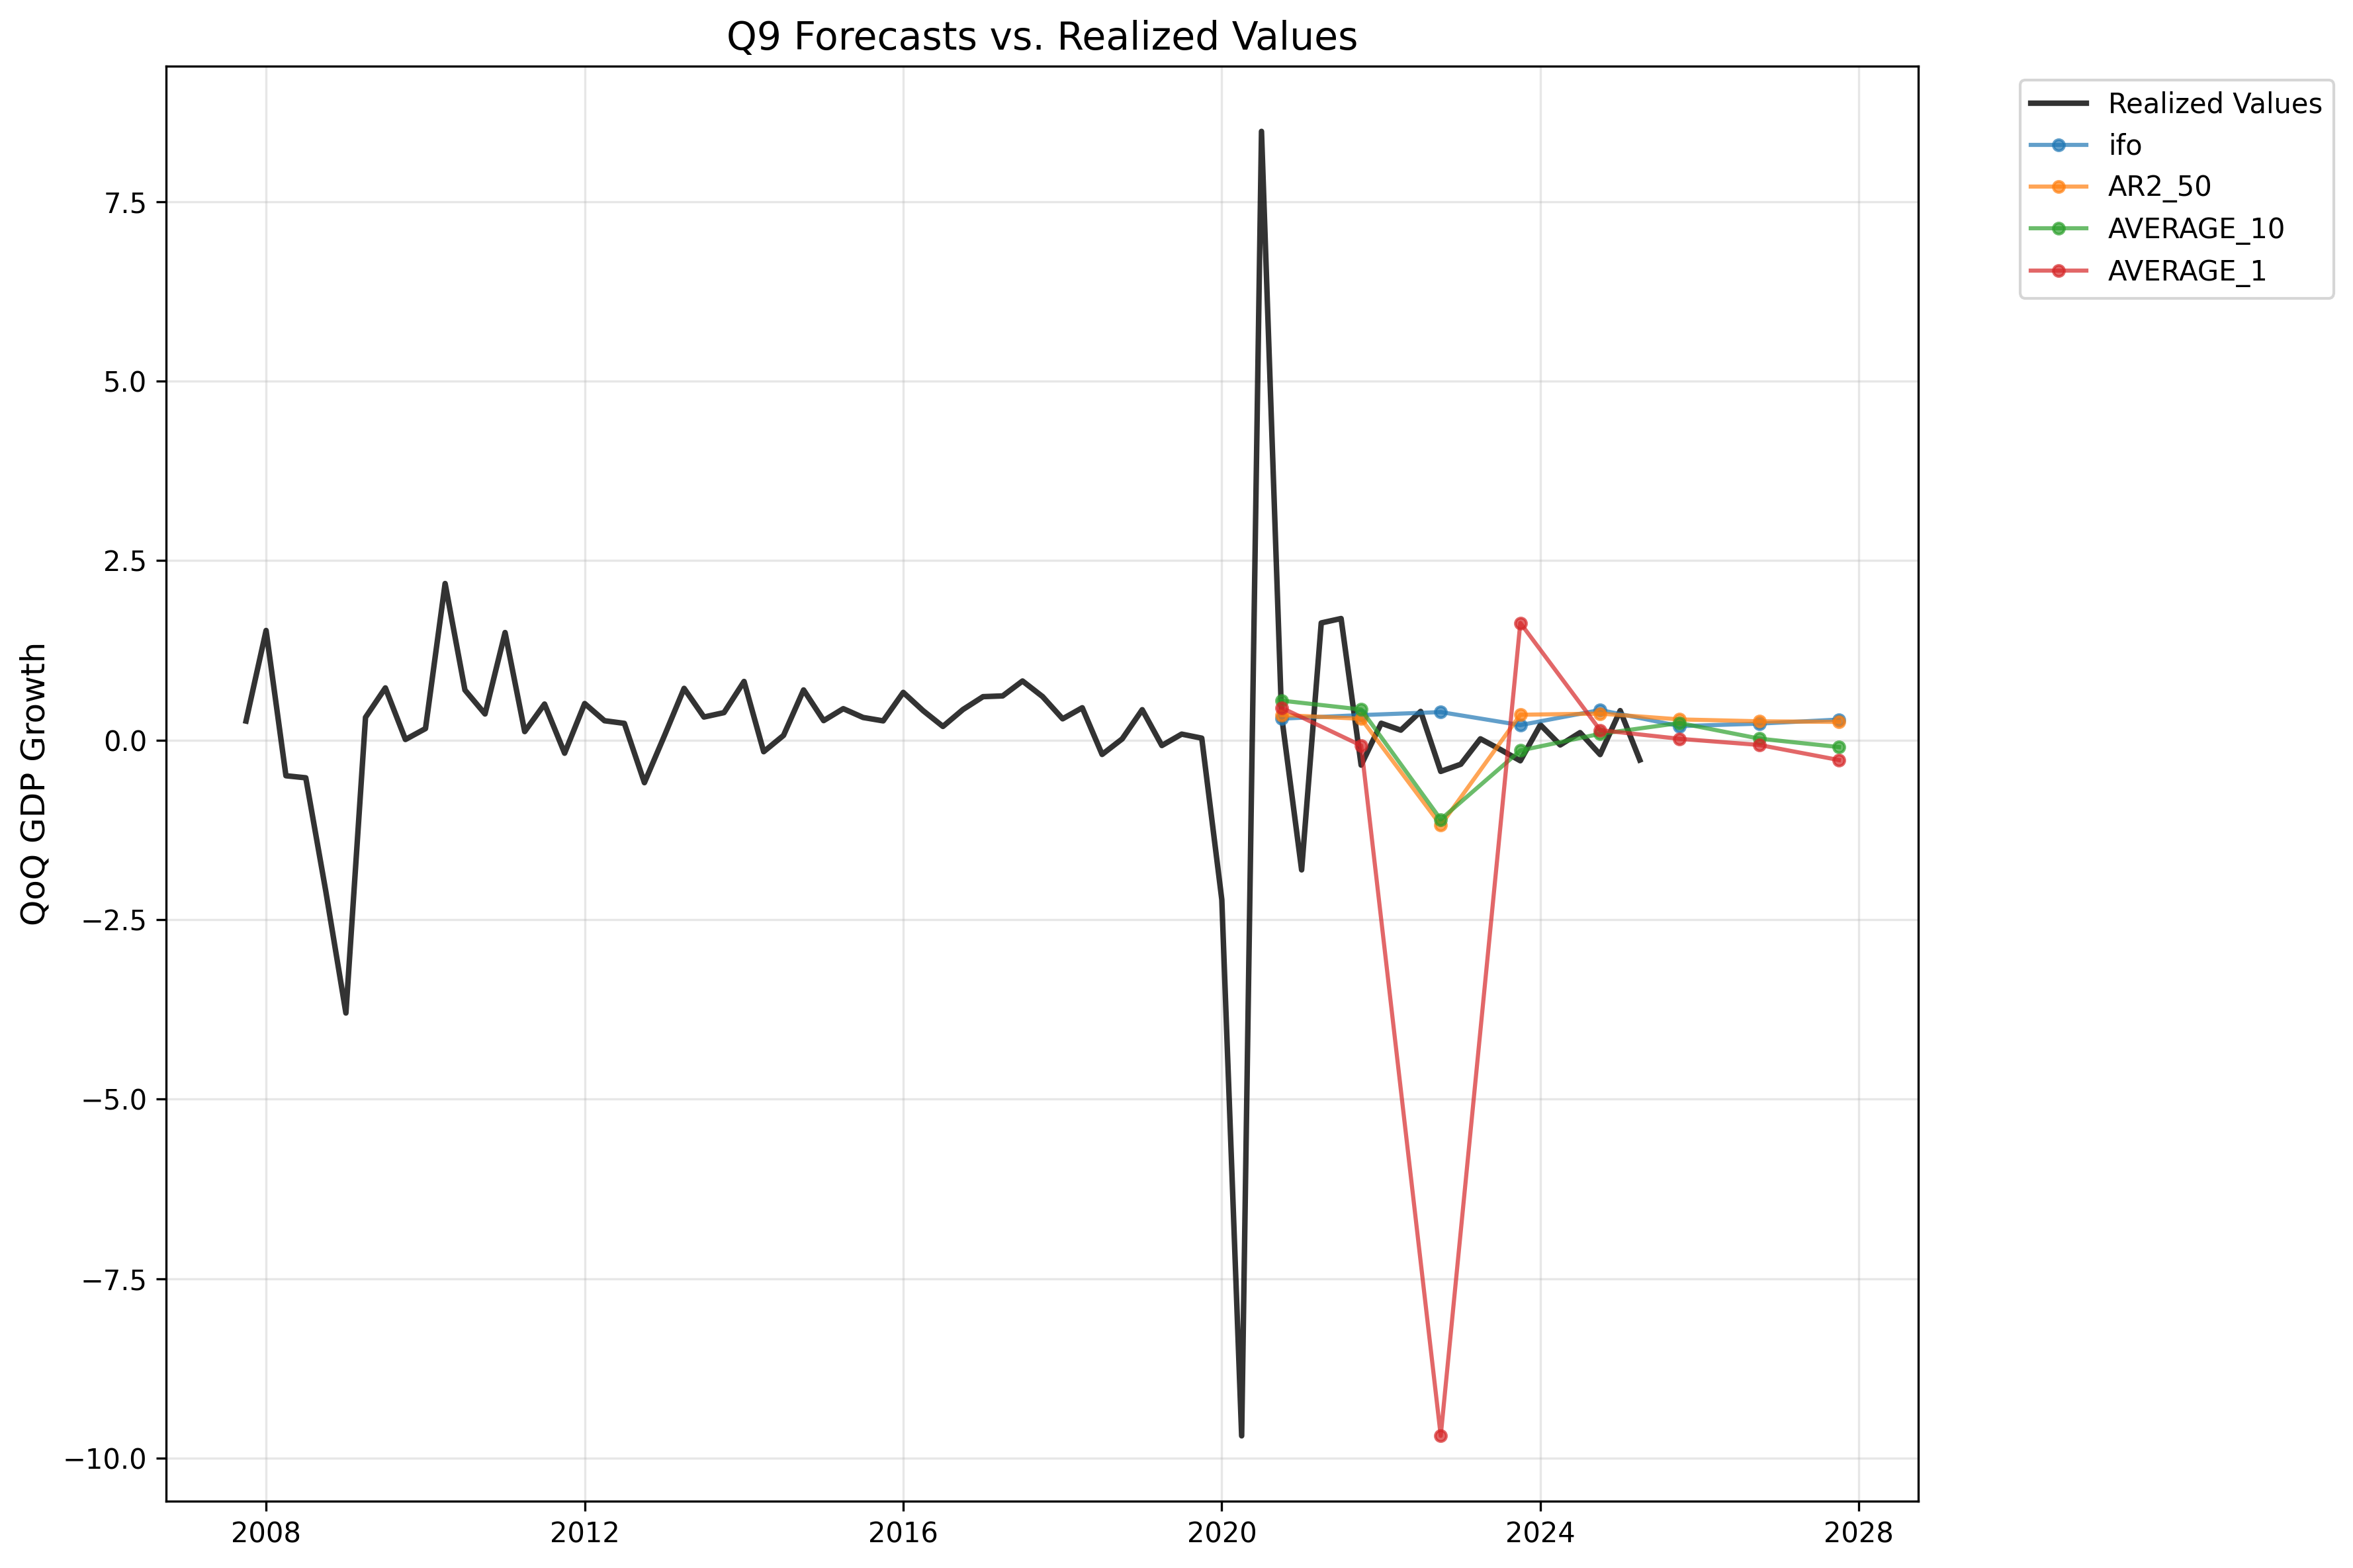 Q9 Forecasts vs. Realized Values
QoQ GDP Growth
7.5
5.0
2.5
0.0
−2.5
−5.0
−7.5
−10.0
2008
2012
2016
2020
2024
2028
Realized Values
ifo
AR2_50
AVERAGE_10
AVERAGE_1